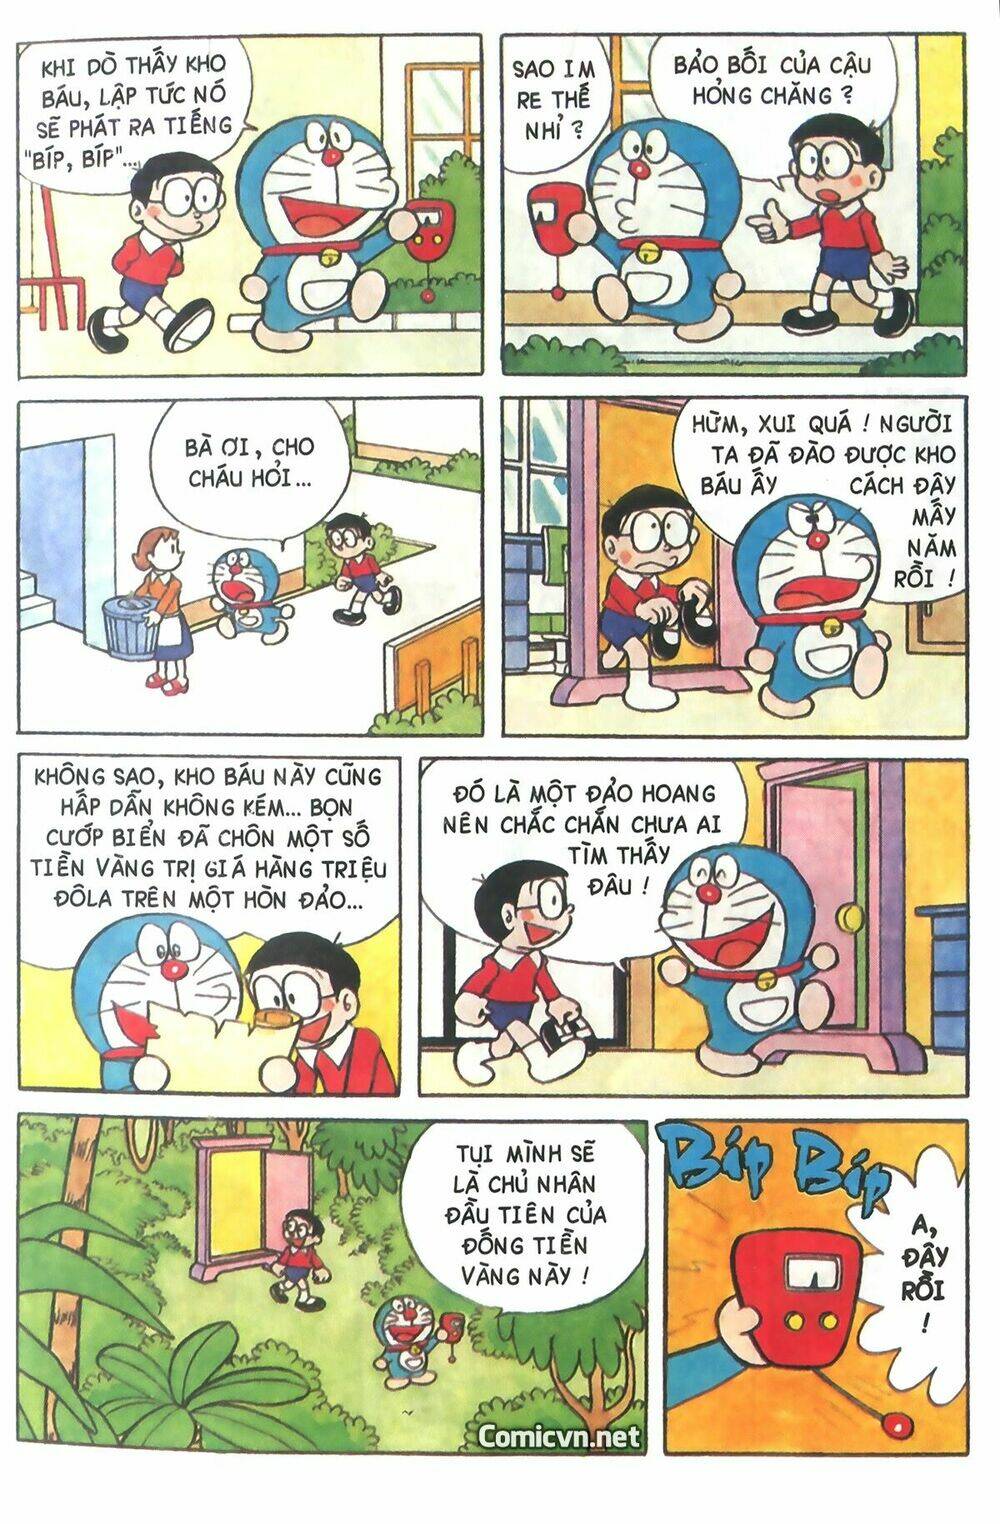 KHI DÒ THẤY KHO
BÁU, LẬP TỨC NÓ
SẼ PHÁT RA TIẾNG
"BÍP, BÍP"...
SAO IM
RE THẾ
NHỈ ?
BẢO BỐI CỦA CẬU
HỎNG CHĂNG ?
BÀ ƠI, CHO
CHÁU HỎI...
HỪM, XUI QUÁ ! NGƯỜI
TA ĐÃ ĐÀO ĐƯỢC KHO
BÁU ẤY CÁCH ĐÂY
MẤY
NĂM
RỒI !
KHÔNG SAO, KHO BÁU NÀY CŨNG
HẤP DẪN KHÔNG KÉM... BỌN
CƯỚP BIỂN ĐÃ CHÔN MỘT SỐ
TIỀN VÀNG TRỊ GIÁ HÀNG TRIỆU
ĐÔLA TRÊN MỘT HÒN ĐẢO...
ĐÓ LÀ MỘT ĐẢO HOANG
NÊN CHẮC CHẮN CHƯA AI
TÌM THẤY
ĐÂU !
TỤI MÌNH SẼ
LÀ CHỦ NHÂN
ĐẦU TIÊN CỦA
ĐỐNG TIỀN
VÀNG NÀY !
Bíp Bíp
A,
ĐÂY
RỒI
!
Comicvn.net